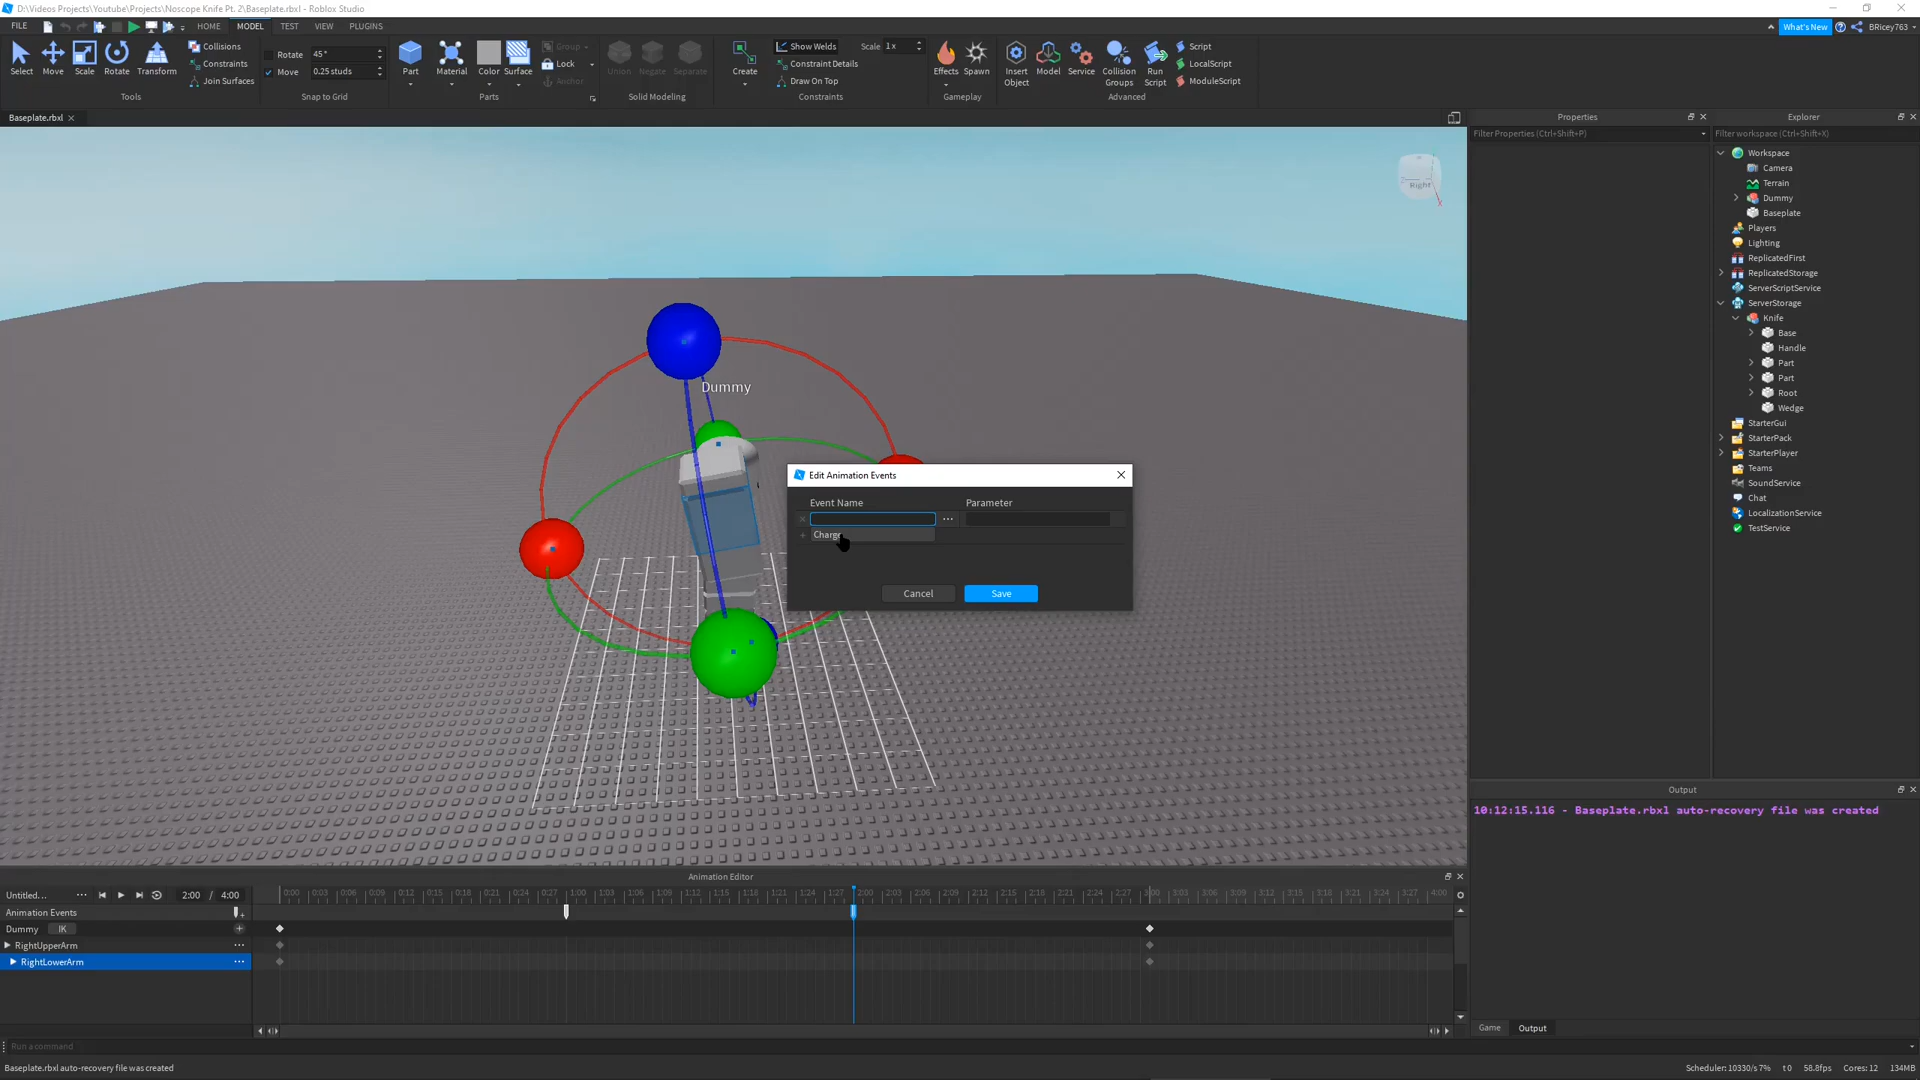 D:\Videos Projects\Youtube\Projects\Noscope Knife Pt. 2\Baseplate.rbxl - Roblox Studio
FILE HOME MODEL TEST VIEW PLUGINS What's New BRicey763
Select Move Scale Rotate Transform
Collisions
Constraints
Join Surfaces
Tools
Rotate 45°
Move 0.25 studs
Snap to Grid
Part Material Color Surface
Group
Lock
Anchor
Parts
Union Negate Separate
Solid Modeling
Create
Show Welds Scale 1 x
Constraint Details
Draw On Top
Constraints
Effects Spawn
Gameplay
Insert Object Model Service Collision Groups Run Script
Script
LocalScript
ModuleScript
Advanced
Baseplate.rbxl
Right
Dummy
Edit Animation Events
Event Name Parameter
Charge
Cancel Save
Properties
Filter Properties (Ctrl+Shift+P)
Explorer
Filter workspace (Ctrl+Shift+X)
Workspace
Camera
Terrain
Dummy
Baseplate
Players
Lighting
ReplicatedFirst
ReplicatedStorage
ServerScriptService
ServerStorage
Knife
Base
Handle
Part
Part
Root
Wedge
StarterGui
StarterPack
StarterPlayer
Teams
SoundService
Chat
LocalizationService
TestService
Output
10:12:15.116 - Baseplate.rbxl auto-recovery file was created
Game Output
Animation Editor
Untitled... 2:00 / 4:00
0:00 0:03 0:06 0:09 0:12 0:15 0:18 0:21 0:24 0:27 1:00 1:03 1:06 1:09 1:12 1:15 1:18 1:21 1:24 1:27 2:00 2:03 2:06 2:09 2:12 2:15 2:18 2:21 2:24 2:27 3:00 3:03 3:06 3:09 3:12 3:15 3:18 3:21 3:24 3:27 4:00
Animation Events
Dummy IK
RightUpperArm
RightLowerArm
Run a command
Baseplate.rbxl auto-recovery file was created
Scheduler: 10330/s 7% t 0 58.8fps Cores: 12 134MB